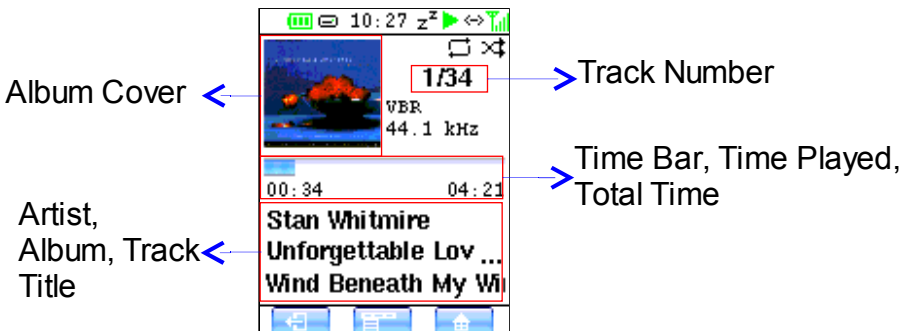 10:27 zᶻ
Album Cover
1/34
Track Number
VBR
44.1 kHz
00:34 04:21
Time Bar, Time Played,
Total Time
Artist,
Album, Track
Title
Stan Whitmire
Unforgettable Lov ...
Wind Beneath My Wi